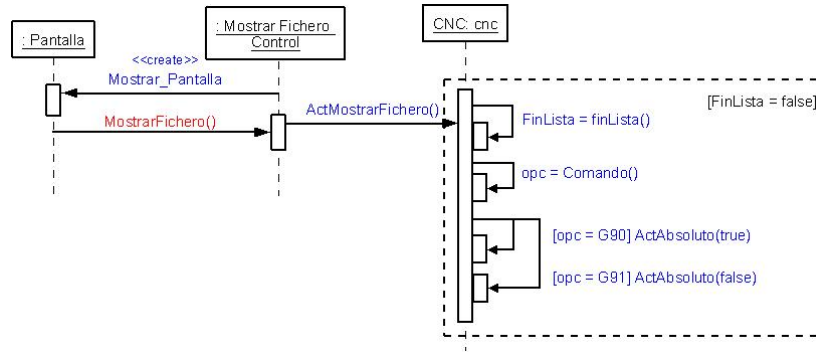 : Pantalla
: Mostrar Fichero
Control
CNC: cnc
<<create>>
Mostrar_Pantalla
MostrarFichero()
ActMostrarFichero()
[FinLista = false]
FinLista = finLista()
opc = Comando()
[opc = G90] ActAbsoluto(true)
[opc = G91] ActAbsoluto(false)